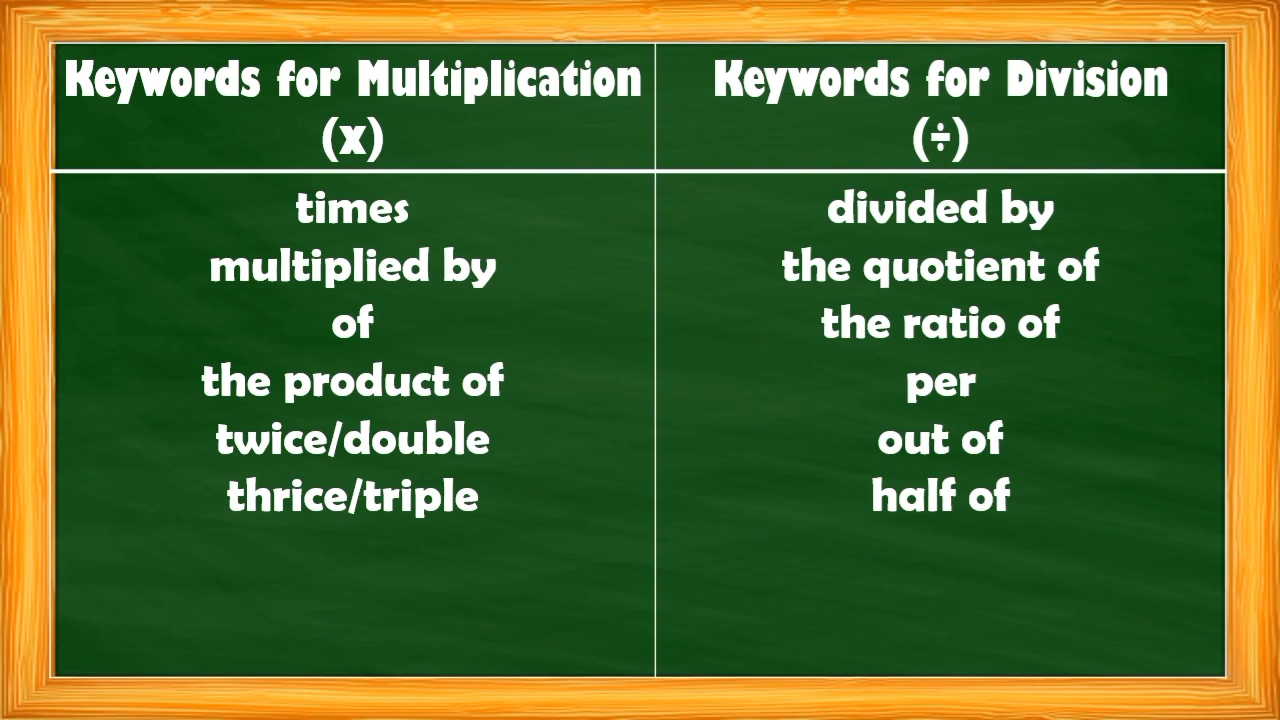 Keywords for Multiplication
(x)
times
multiplied by
of
the product of
twice/double
thrice/triple
Keywords for Division
(÷)
divided by
the quotient of
the ratio of
per
out of
half of